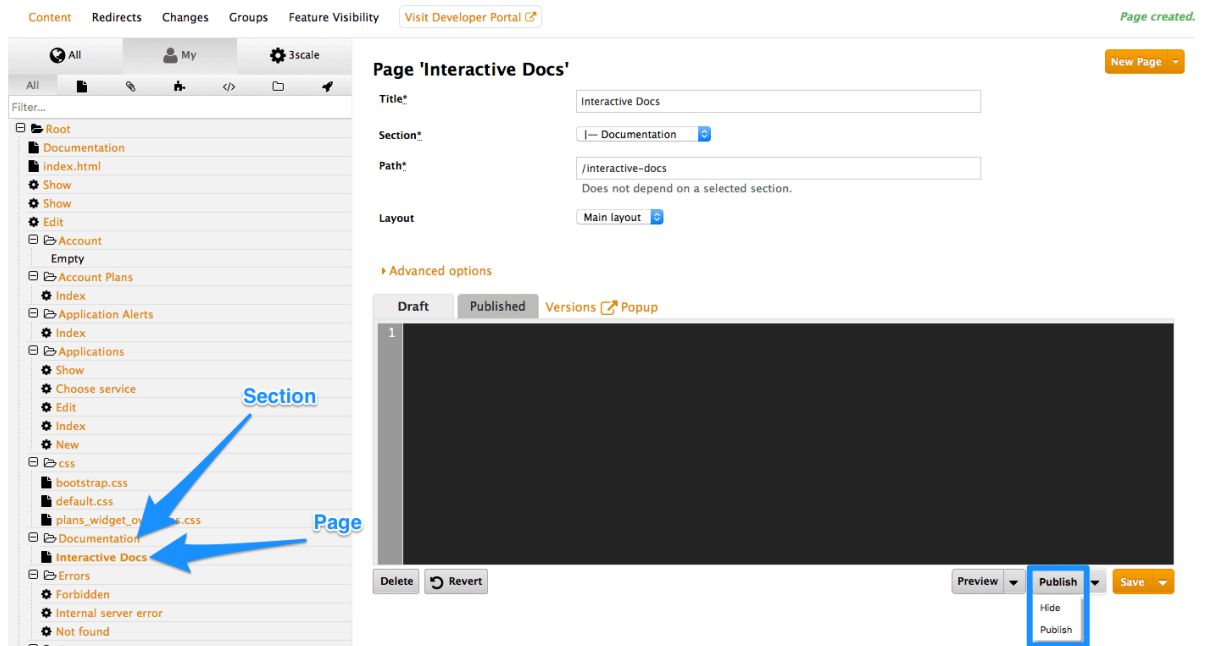 Content Redirects Changes Groups Feature Visibility Visit Developer Portal
Page created.
All My 3scale
All
Filter...
Root
Documentation
index.html
Show
Show
Edit
Account
Empty
Account Plans
Index
Application Alerts
Index
Applications
Show
Choose service
Edit
Index
New
css
bootstrap.css
default.css
plans_widget_ s.css
Documentation
Interactive Docs
Errors
Forbidden
Internal server error
Not found
Section
Page
Page 'Interactive Docs'
New Page
Title* Interactive Docs
Section* |— Documentation
Path* /interactive-docs
Does not depend on a selected section.
Layout Main layout
Advanced options
Draft Published Versions Popup
1
Delete Revert Preview Publish Save
Hide
Publish